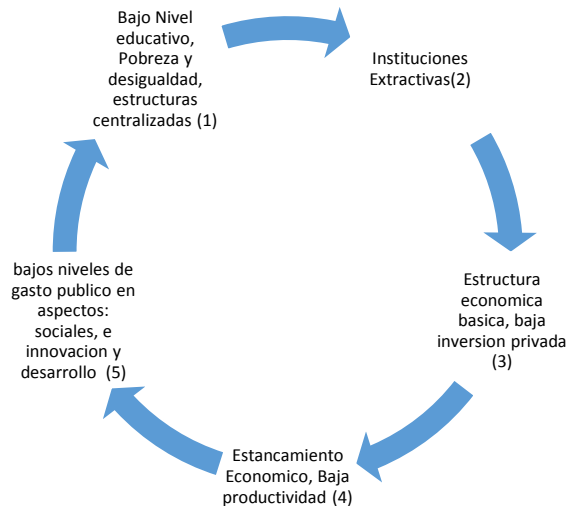 Bajo Nivel
educativo,
Pobreza y
desigualdad,
estructuras
centralizadas (1)
Instituciones
Extractivas(2)
Estructura
economica
basica, baja
inversion privada
(3)
Estancamiento
Economico, Baja
productividad (4)
bajos niveles de
gasto publico en
aspectos:
sociales, e
innovacion y
desarrollo (5)